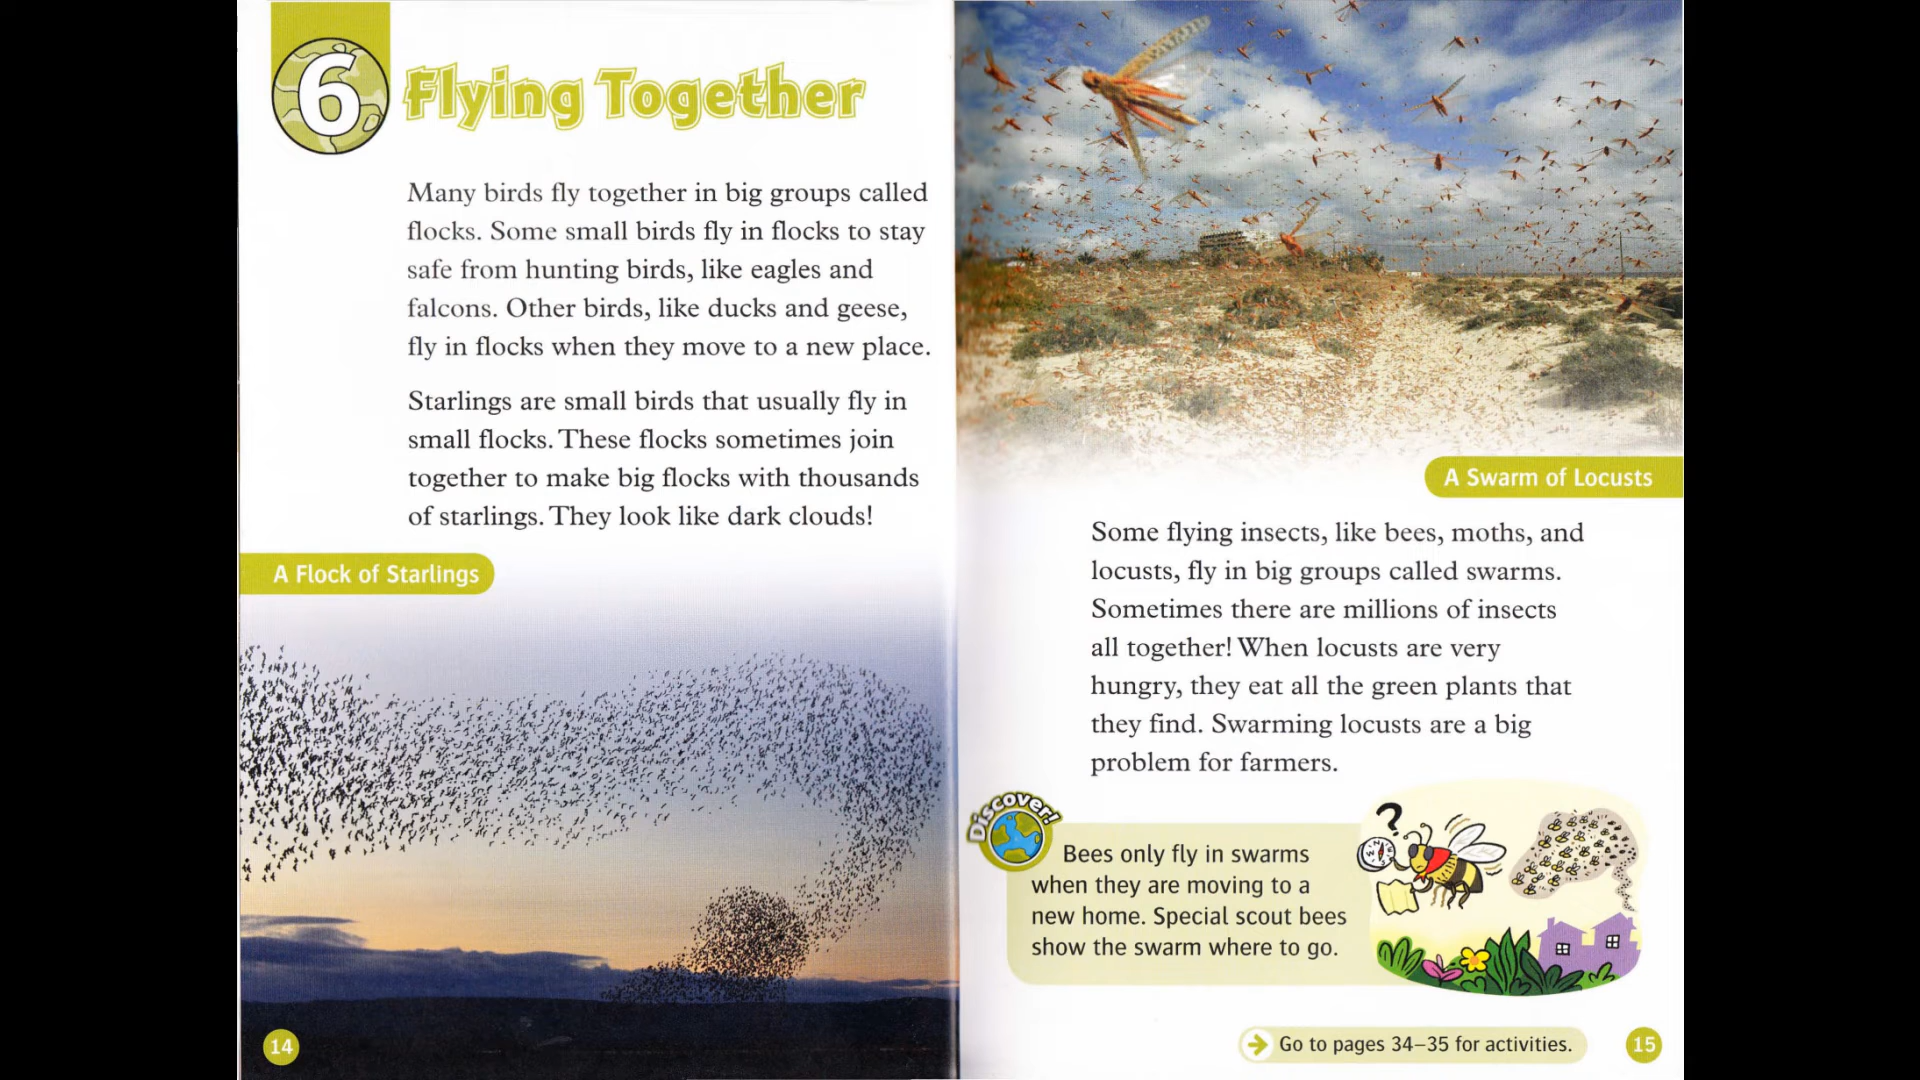 6 Flying Together
Many birds fly together in big groups called
flocks. Some small birds fly in flocks to stay
safe from hunting birds, like eagles and
falcons. Other birds, like ducks and geese,
fly in flocks when they move to a new place.
Starlings are small birds that usually fly in
small flocks. These flocks sometimes join
together to make big flocks with thousands
of starlings. They look like dark clouds!
A Flock of Starlings
14
A Swarm of Locusts
Some flying insects, like bees, moths, and
locusts, fly in big groups called swarms.
Sometimes there are millions of insects
all together! When locusts are very
hungry, they eat all the green plants that
they find. Swarming locusts are a big
problem for farmers.
Discover!
Bees only fly in swarms
when they are moving to a
new home. Special scout bees
show the swarm where to go.
?
Go to pages 34–35 for activities.
15